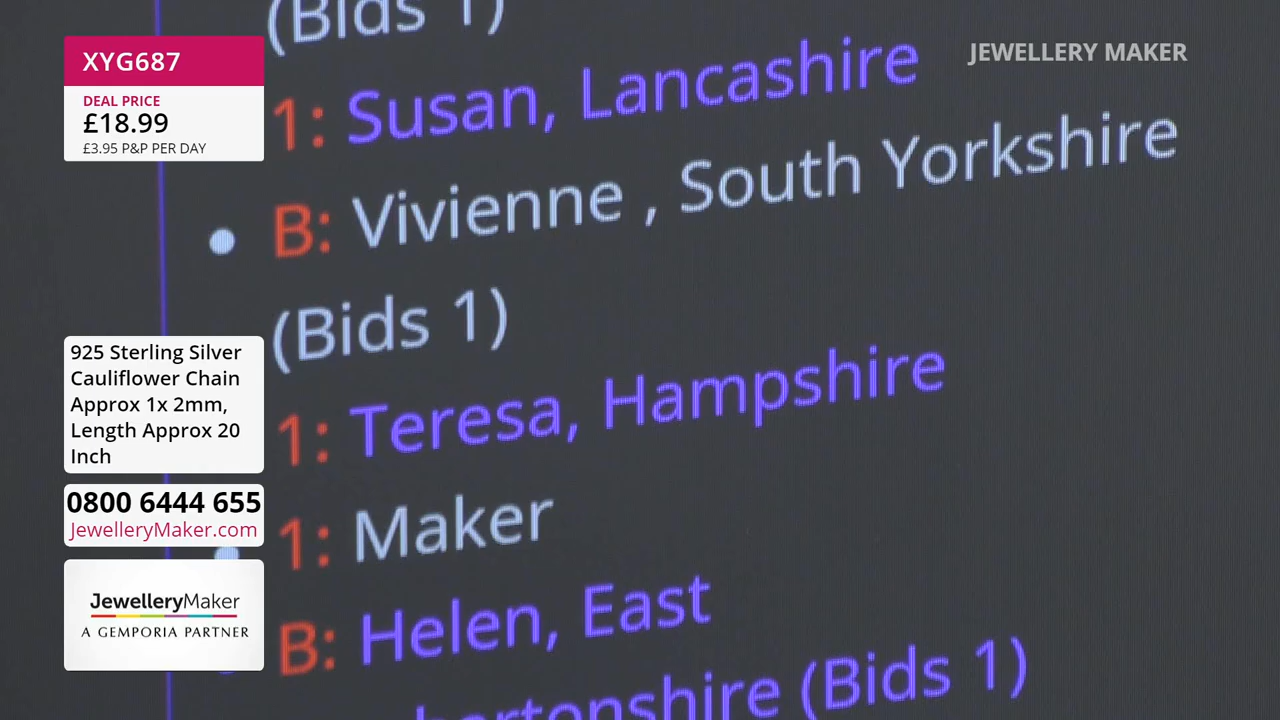 XYG687
DEAL PRICE
£18.99
£3.95 P&P PER DAY
JEWELLERY MAKER
(Bids 1)
1: Susan, Lancashire
B: Vivienne , South Yorkshire
(Bids 1)
1: Teresa, Hampshire
1: Maker
B: Helen, East
(Bids 1)
925 Sterling Silver
Cauliflower Chain
Approx 1x 2mm,
Length Approx 20
Inch
0800 6444 655
JewelleryMaker.com
JewelleryMaker
A GEMPORIA PARTNER